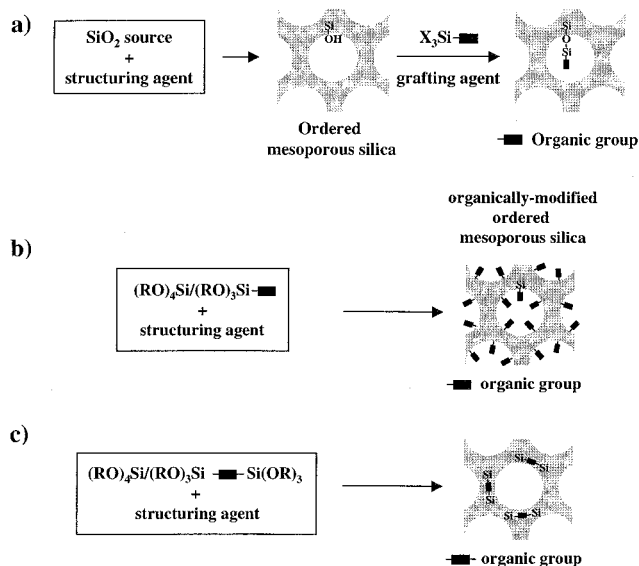 a)
SiO2 source
+
structuring agent
Si
OH
Ordered
mesoporous silica
X3Si
grafting agent
Si
O
Si
Organic group
b)
(RO)4Si/(RO)3Si
+
structuring agent
organically-modified
ordered
mesoporous silica
Si
organic group
c)
(RO)4Si/(RO)3Si Si(OR)3
+
structuring agent
Si
Si
Si
Si
Si Si
organic group